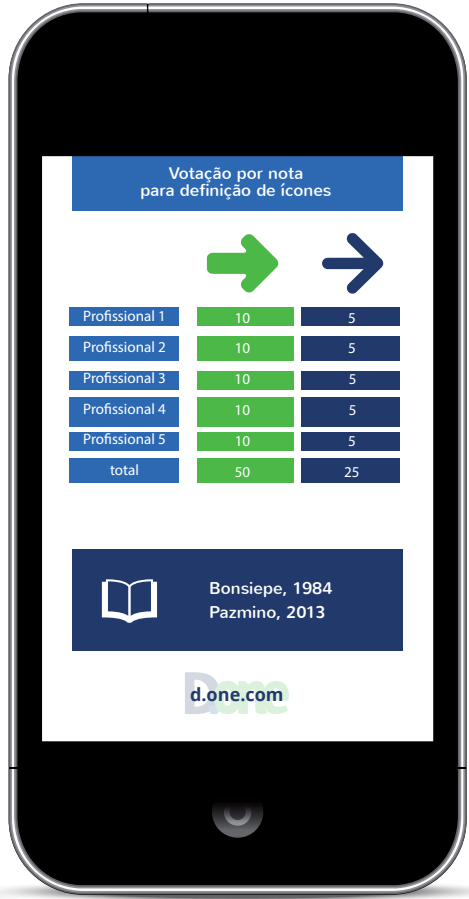 Votação por nota
para definição de ícones
Profissional 1 10 5
Profissional 2 10 5
Profissional 3 10 5
Profissional 4 10 5
Profissional 5 10 5
total 50 25
Bonsiepe, 1984
Pazmino, 2013
D.one
d.one.com